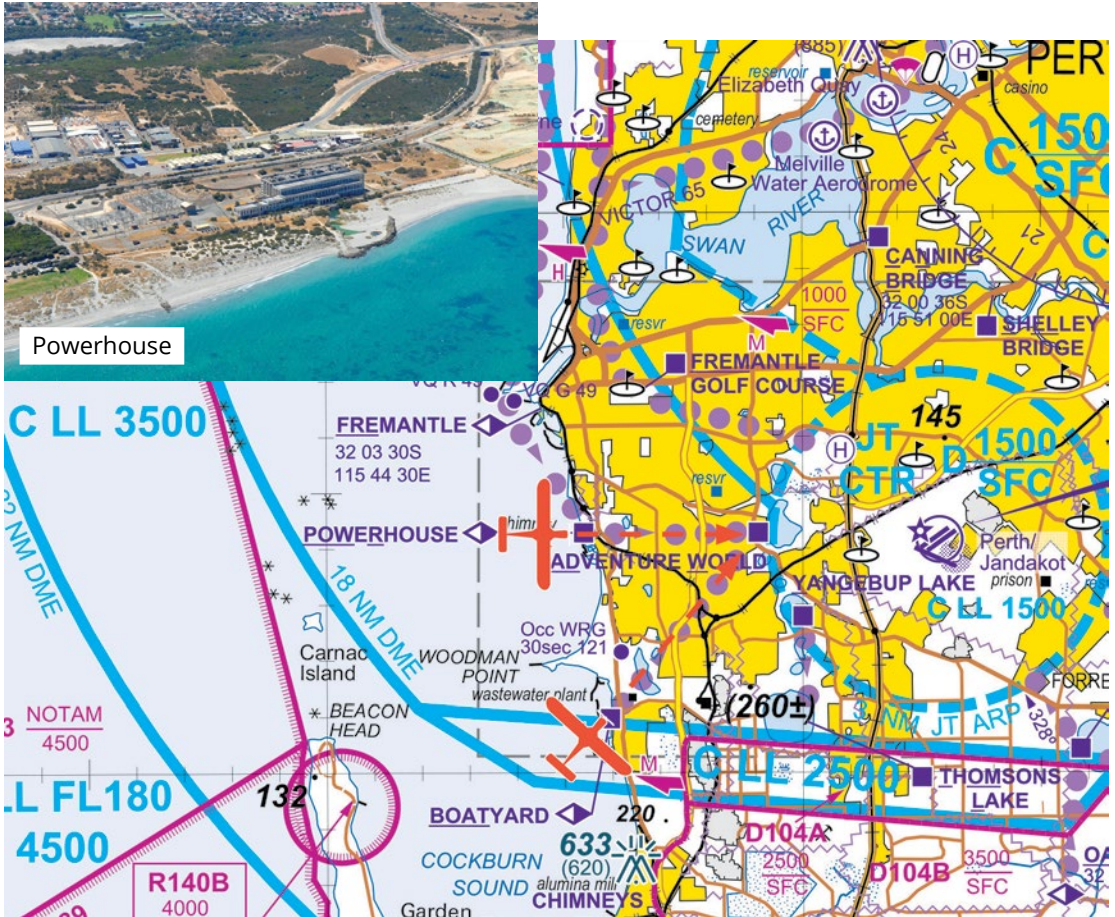 Powerhouse
(685)
PER
reservoir
Elizabeth Quay
casino
cemetery
24
1500
C
SFC
Melville
Water Aerodrome
VICTOR 65
RIVER
21
SWAN
C
H
CANNING
BRIDGE
32 00 36S
115 51 00E
1000
SFC
SHELLEY
BRIDGE
resvr
M
FREMANTLE
GOLF COURSE
C LL 3500
FREMANTLE
32 03 30S
115 44 30E
145
JT
CTR
H
D
1500
SFC
resvr
POWERHOUSE
ADVENTURE WORLD
Perth/
Jandakot
prison
YANGEBUP LAKE
C LL 1500
18 NM DME
Occ WRG
30sec 121
Carnac
Island
WOODMAN
POINT
wastewater plant
(260±)
3 NM JT ARP
328°
NOTAM
4500
BEACON
HEAD
M
C LL 2500
LL FL180
4500
132
THOMSONS
LAKE
BOATYARD
220
D104A
2500
SFC
D104B
3500
SFC
633
(620)
COCKBURN
SOUND
alumina mill
CHIMNEYS
R140B
4000
Garden
32